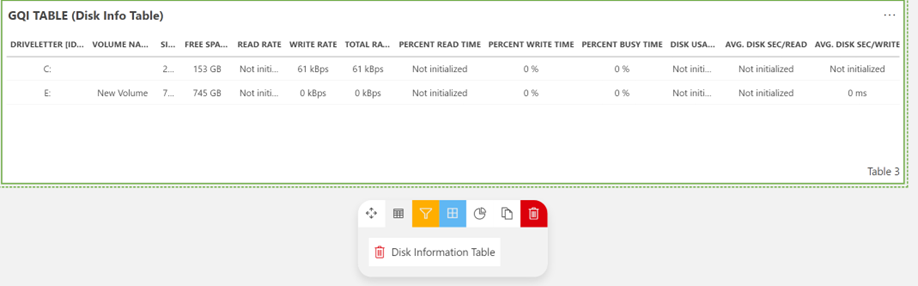 GQI TABLE (Disk Info Table) ...
DRIVELETTER [ID... VOLUME NA... SI... FREE SPA... READ RATE WRITE RATE TOTAL RA... PERCENT READ TIME PERCENT WRITE TIME PERCENT BUSY TIME DISK USA... AVG. DISK SEC/READ AVG. DISK SEC/WRITE
C: 2... 153 GB Not initi... 61 kBps 61 kBps Not initialized 0 % 0 % Not initi... Not initialized Not initialized
E: New Volume 7... 745 GB Not initi... 0 kBps 0 kBps Not initialized 0 % 0 % Not initi... Not initialized 0 ms
Table 3
Disk Information Table